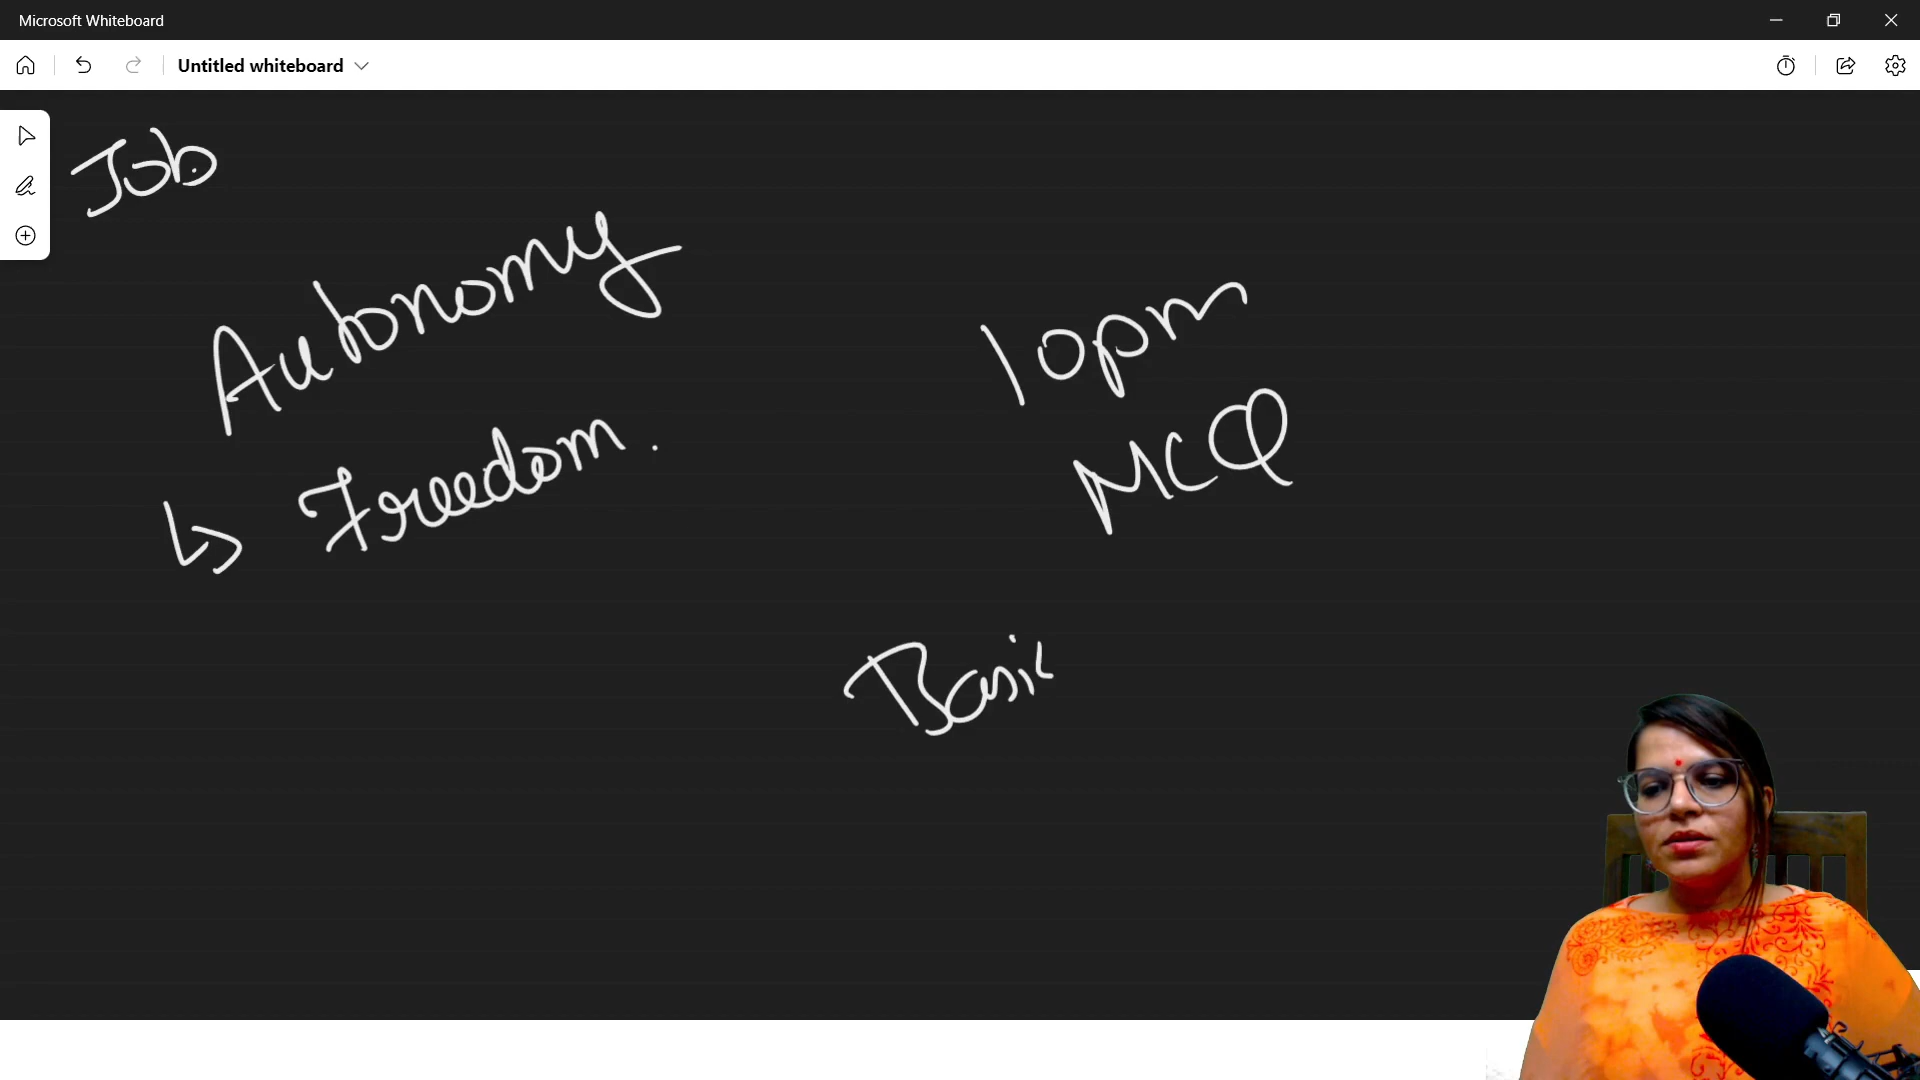 Microsoft Whiteboard
Untitled whiteboard
Job
Autonomy
↳ Freedom.
10pm
MCQ
Basic